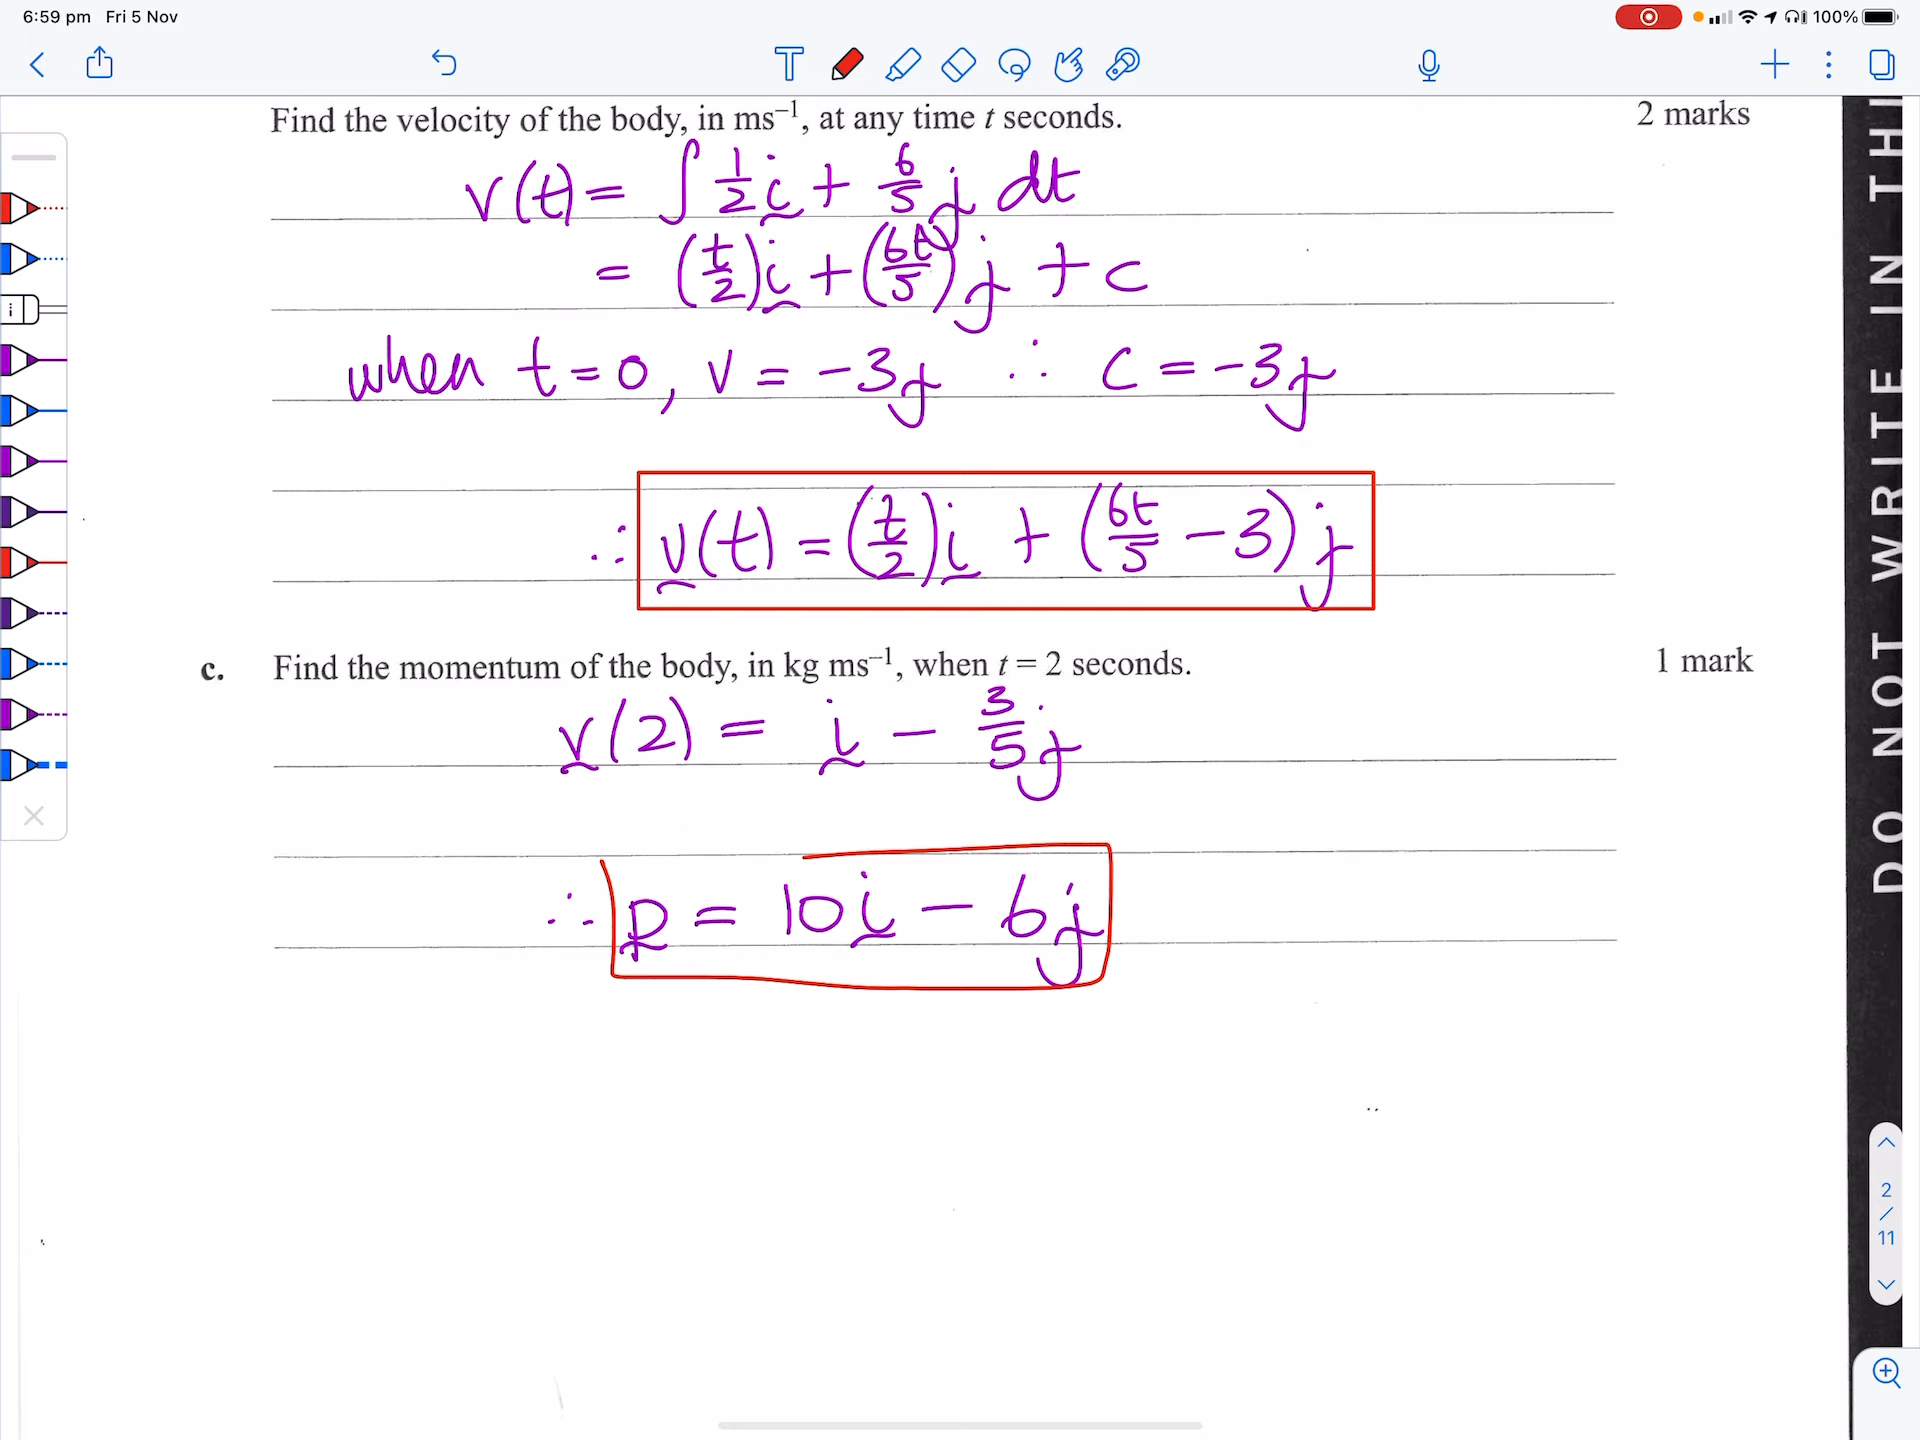 6:59 pm Fri 5 Nov 100%
Find the velocity of the body, in ms⁻¹, at any time t seconds. 2 marks
v(t) = ∫ 1/2 i + 6/5 j dt
= (t/2) i + (6t/5) j + c
when t = 0, v = -3j ∴ c = -3j
∴ v(t) = (t/2) i + (6t/5 - 3) j
c. Find the momentum of the body, in kg ms⁻¹, when t = 2 seconds. 1 mark
v(2) = i - 3/5 j
∴ p = 10i - 6j
DO NOT WRITE IN THI
2
/
11